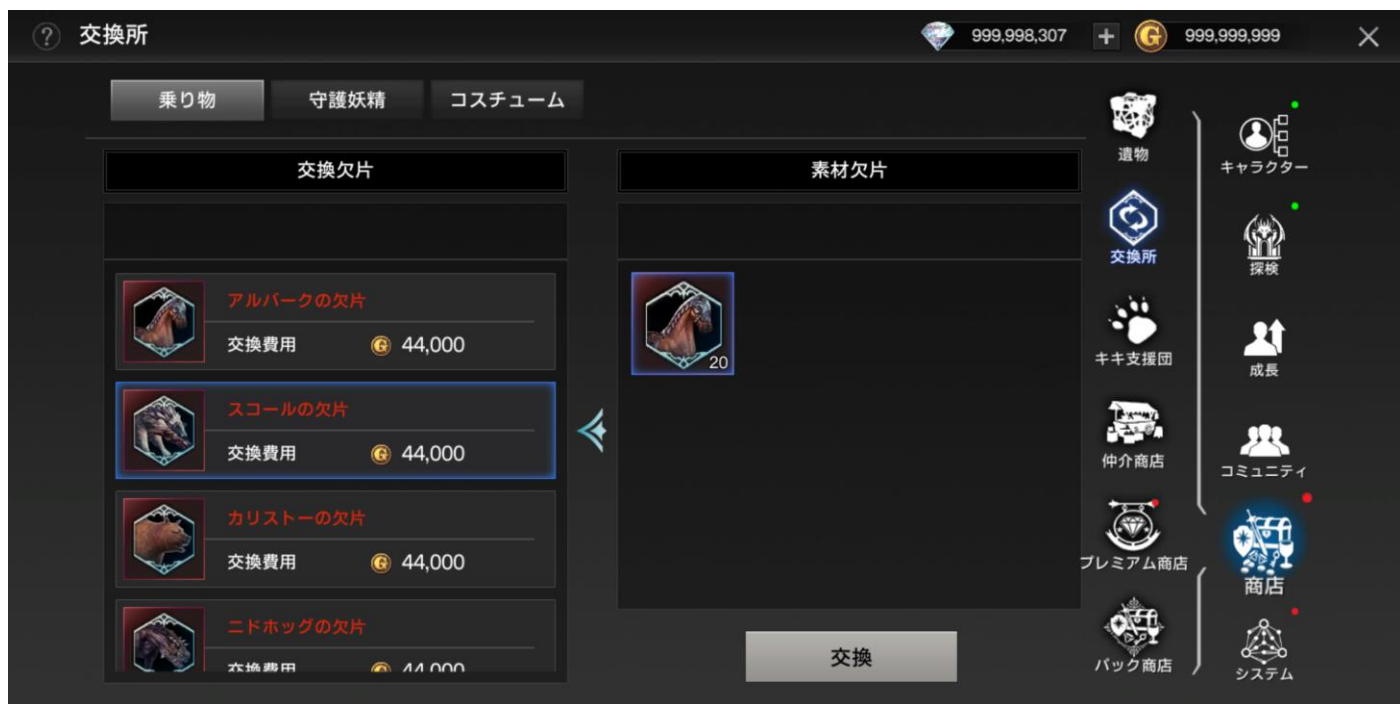 ? 交換所
999,998,307
+
G 999,999,999
乗り物 守護妖精 コスチューム
交換欠片
アルバークの欠片
交換費用 G 44,000
スコールの欠片
交換費用 G 44,000
カリストーの欠片
交換費用 G 44,000
ニドホッグの欠片
交換費用 G 44,000
素材欠片
20
交換
遺物
交換所
キキ支援団
仲介商店
プレミアム商店
パック商店
キャラクター
探検
成長
コミュニティ
商店
システム